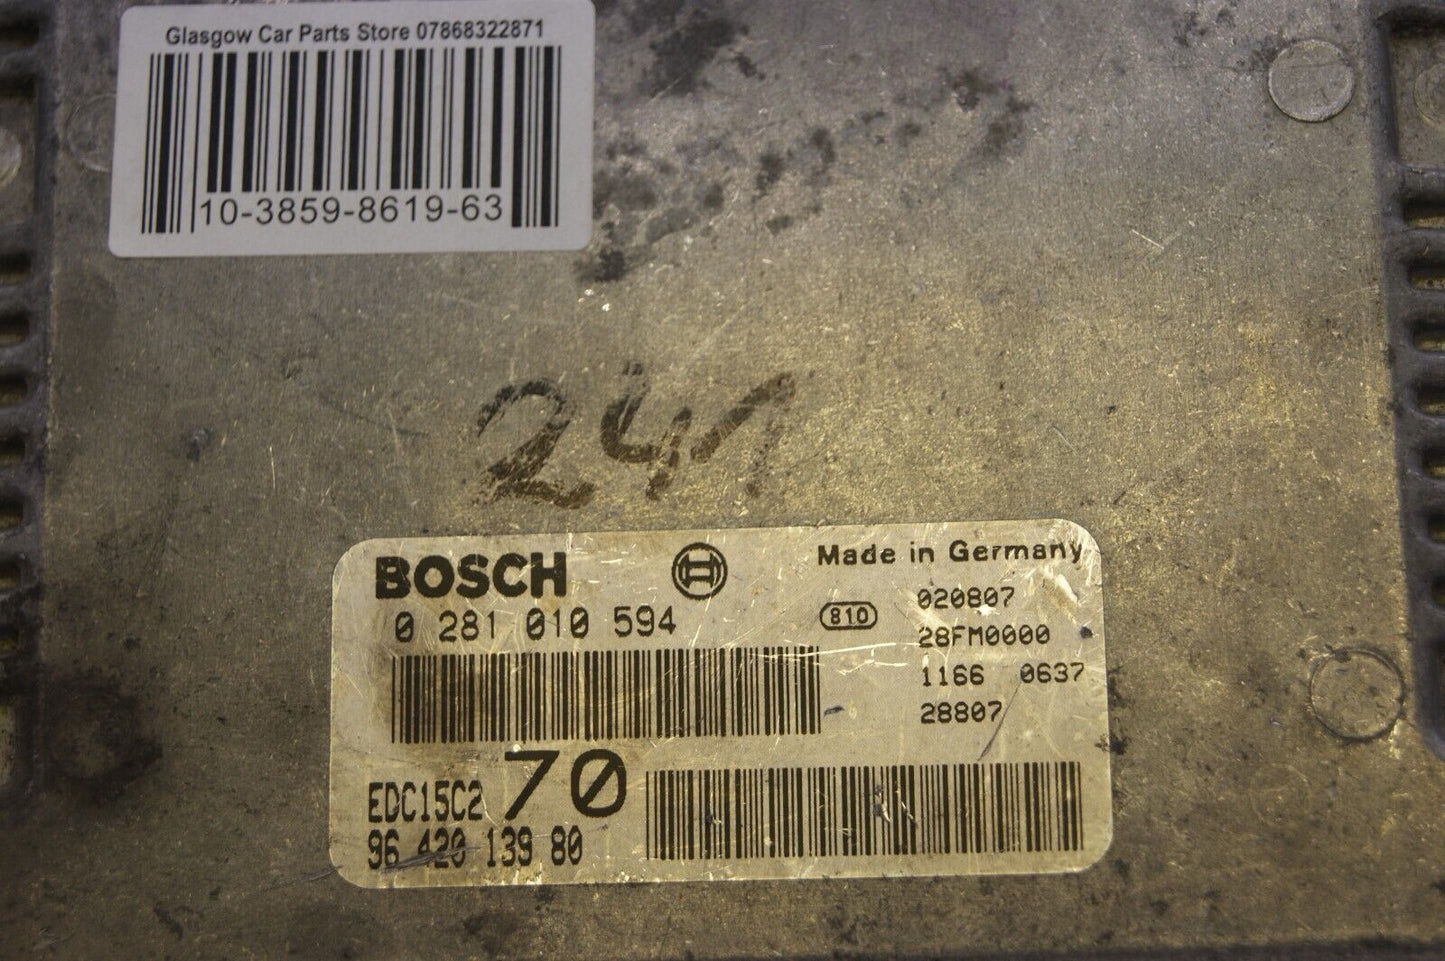 Glasgow Car Parts Store 07868322871
10-3859-8619-63
241
BOSCH
Made in Germany
0 281 010 594
810
020807
28FM0000
1166 0637
28807
EDC15C2
70
96 420 139 80